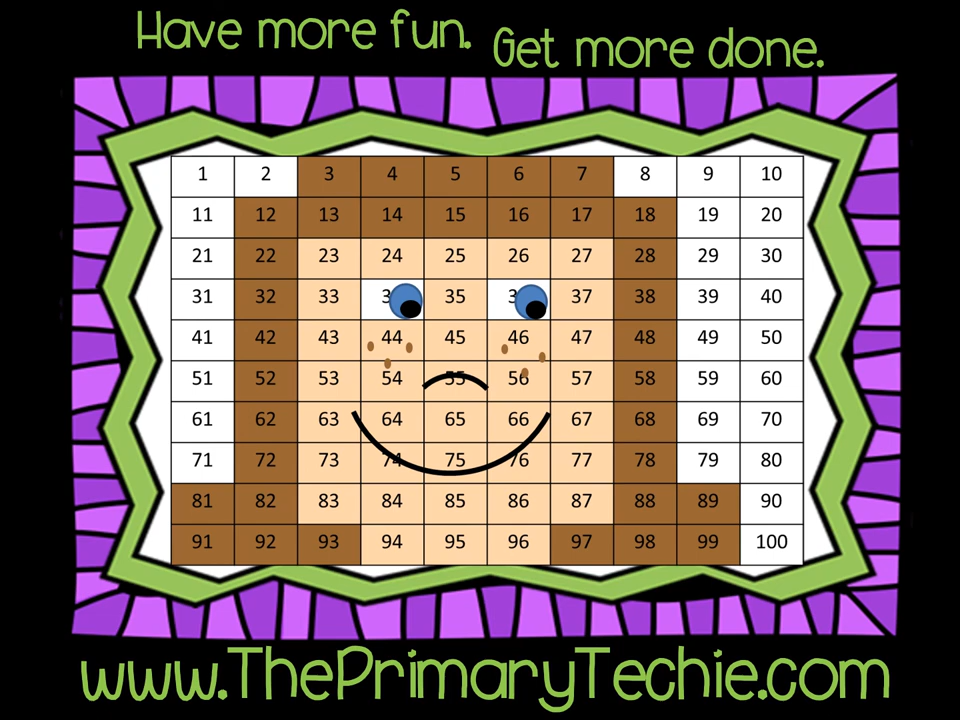 Have more fun. Get more done.
1 2 3 4 5 6 7 8 9 10
11 12 13 14 15 16 17 18 19 20
21 22 23 24 25 26 27 28 29 30
31 32 33 35 37 38 39 40
41 42 43 44 45 46 47 48 49 50
51 52 53 54 55 56 57 58 59 60
61 62 63 64 65 66 67 68 69 70
71 72 73 74 75 76 77 78 79 80
81 82 83 84 85 86 87 88 89 90
91 92 93 94 95 96 97 98 99 100
www.ThePrimaryTechie.com